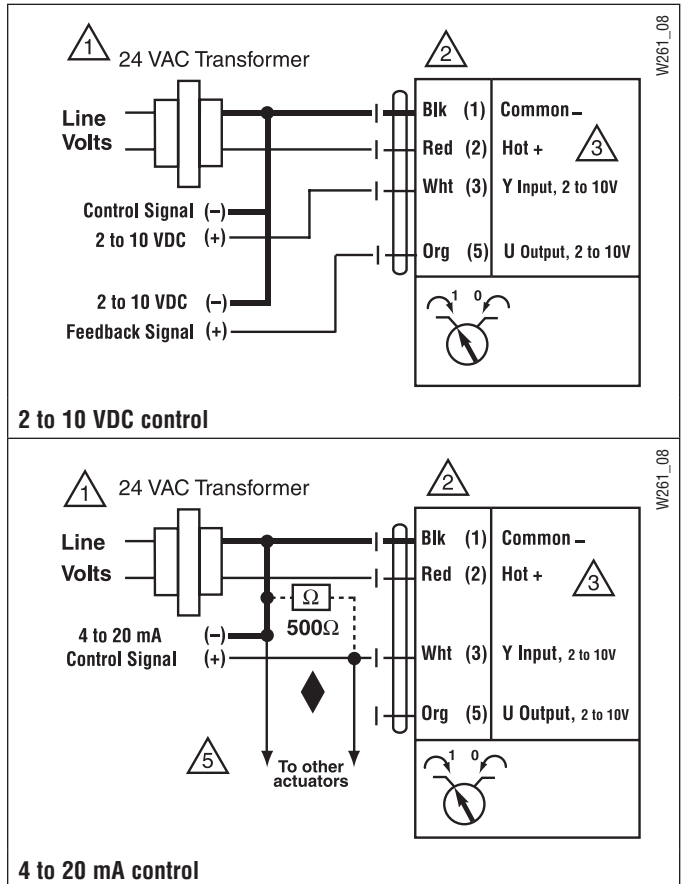 W261_08
1 24 VAC Transformer
2
Line
Volts
Blk (1) Common –
Red (2) Hot +
3
Wht (3) Y Input, 2 to 10V
Control Signal (–)
2 to 10 VDC (+)
Org (5) U Output, 2 to 10V
2 to 10 VDC (–)
Feedback Signal (+)
1 0
2 to 10 VDC control
W261_08
1 24 VAC Transformer
2
Line
Volts
Blk (1) Common –
Red (2) Hot +
3
Ω
500Ω
4 to 20 mA (–)
Control Signal (+)
Wht (3) Y Input, 2 to 10V
Org (5) U Output, 2 to 10V
5
To other
actuators
1 0
4 to 20 mA control